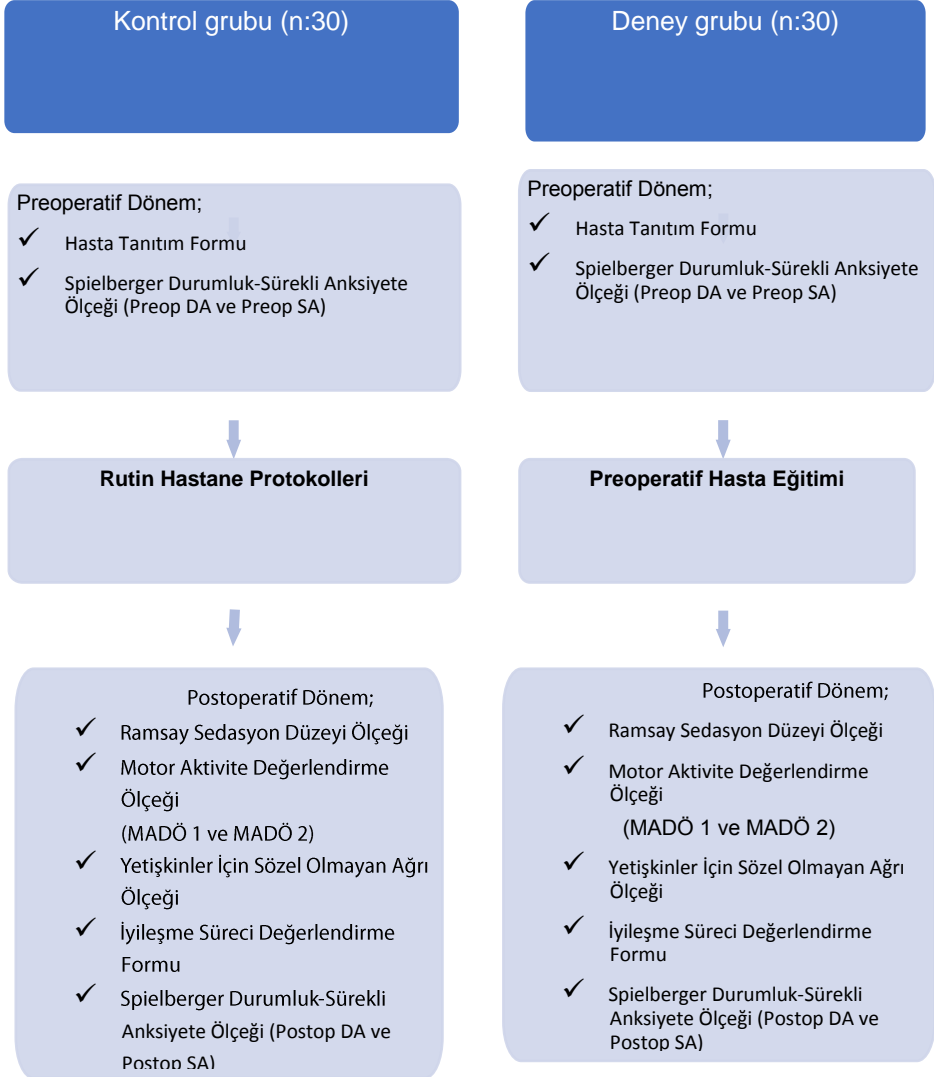 Kontrol grubu (n:30)
Preoperatif Dönem;
✓ Hasta Tanıtım Formu
✓ Spielberger Durumluk-Sürekli Anksiyete
Ölçeği (Preop DA ve Preop SA)
Rutin Hastane Protokolleri
Postoperatif Dönem;
✓ Ramsay Sedasyon Düzeyi Ölçeği
✓ Motor Aktivite Değerlendirme
Ölçeği
(MADÖ 1 ve MADÖ 2)
✓ Yetişkinler İçin Sözel Olmayan Ağrı
Ölçeği
✓ İyileşme Süreci Değerlendirme
Formu
✓ Spielberger Durumluk-Sürekli
Anksiyete Ölçeği (Postop DA ve
Postop SA)
Deney grubu (n:30)
Preoperatif Dönem;
✓ Hasta Tanıtım Formu
✓ Spielberger Durumluk-Sürekli Anksiyete
Ölçeği (Preop DA ve Preop SA)
Preoperatif Hasta Eğitimi
Postoperatif Dönem;
✓ Ramsay Sedasyon Düzeyi Ölçeği
✓ Motor Aktivite Değerlendirme
Ölçeği
(MADÖ 1 ve MADÖ 2)
✓ Yetişkinler İçin Sözel Olmayan Ağrı
Ölçeği
✓ İyileşme Süreci Değerlendirme
Formu
✓ Spielberger Durumluk-Sürekli
Anksiyete Ölçeği (Postop DA ve
Postop SA)